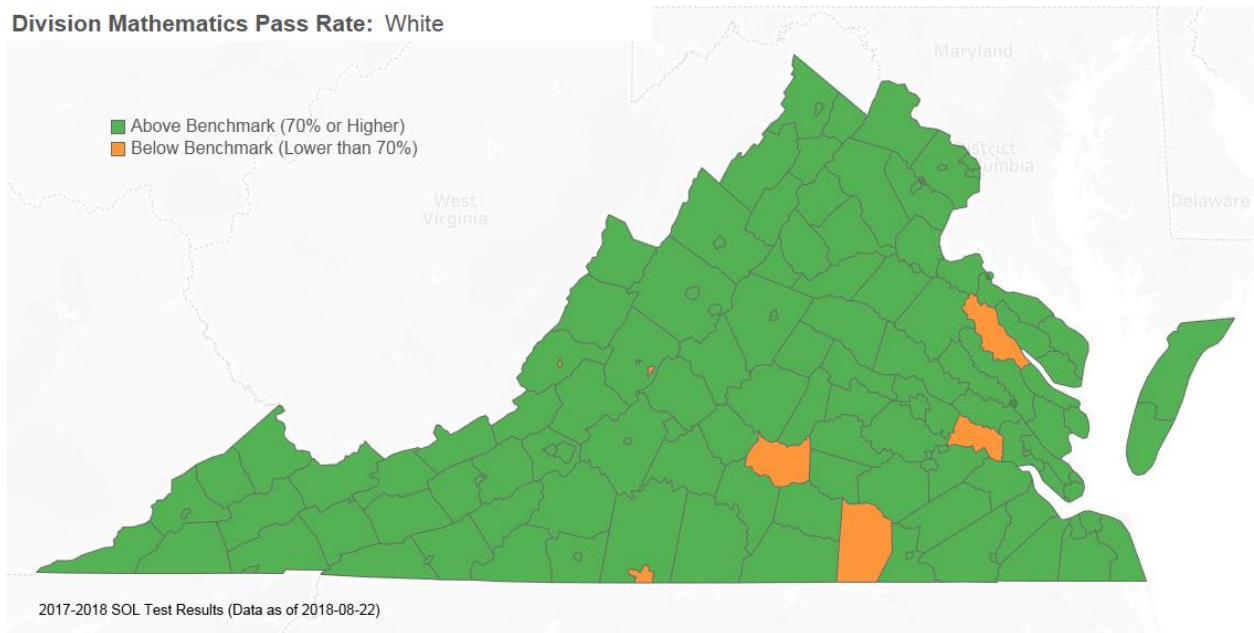 Division Mathematics Pass Rate: White
Maryland
Above Benchmark (70% or Higher)
Below Benchmark (Lower than 70%)
District
West
Virginia
Delaware
2017-2018 SOL Test Results (Data as of 2018-08-22)